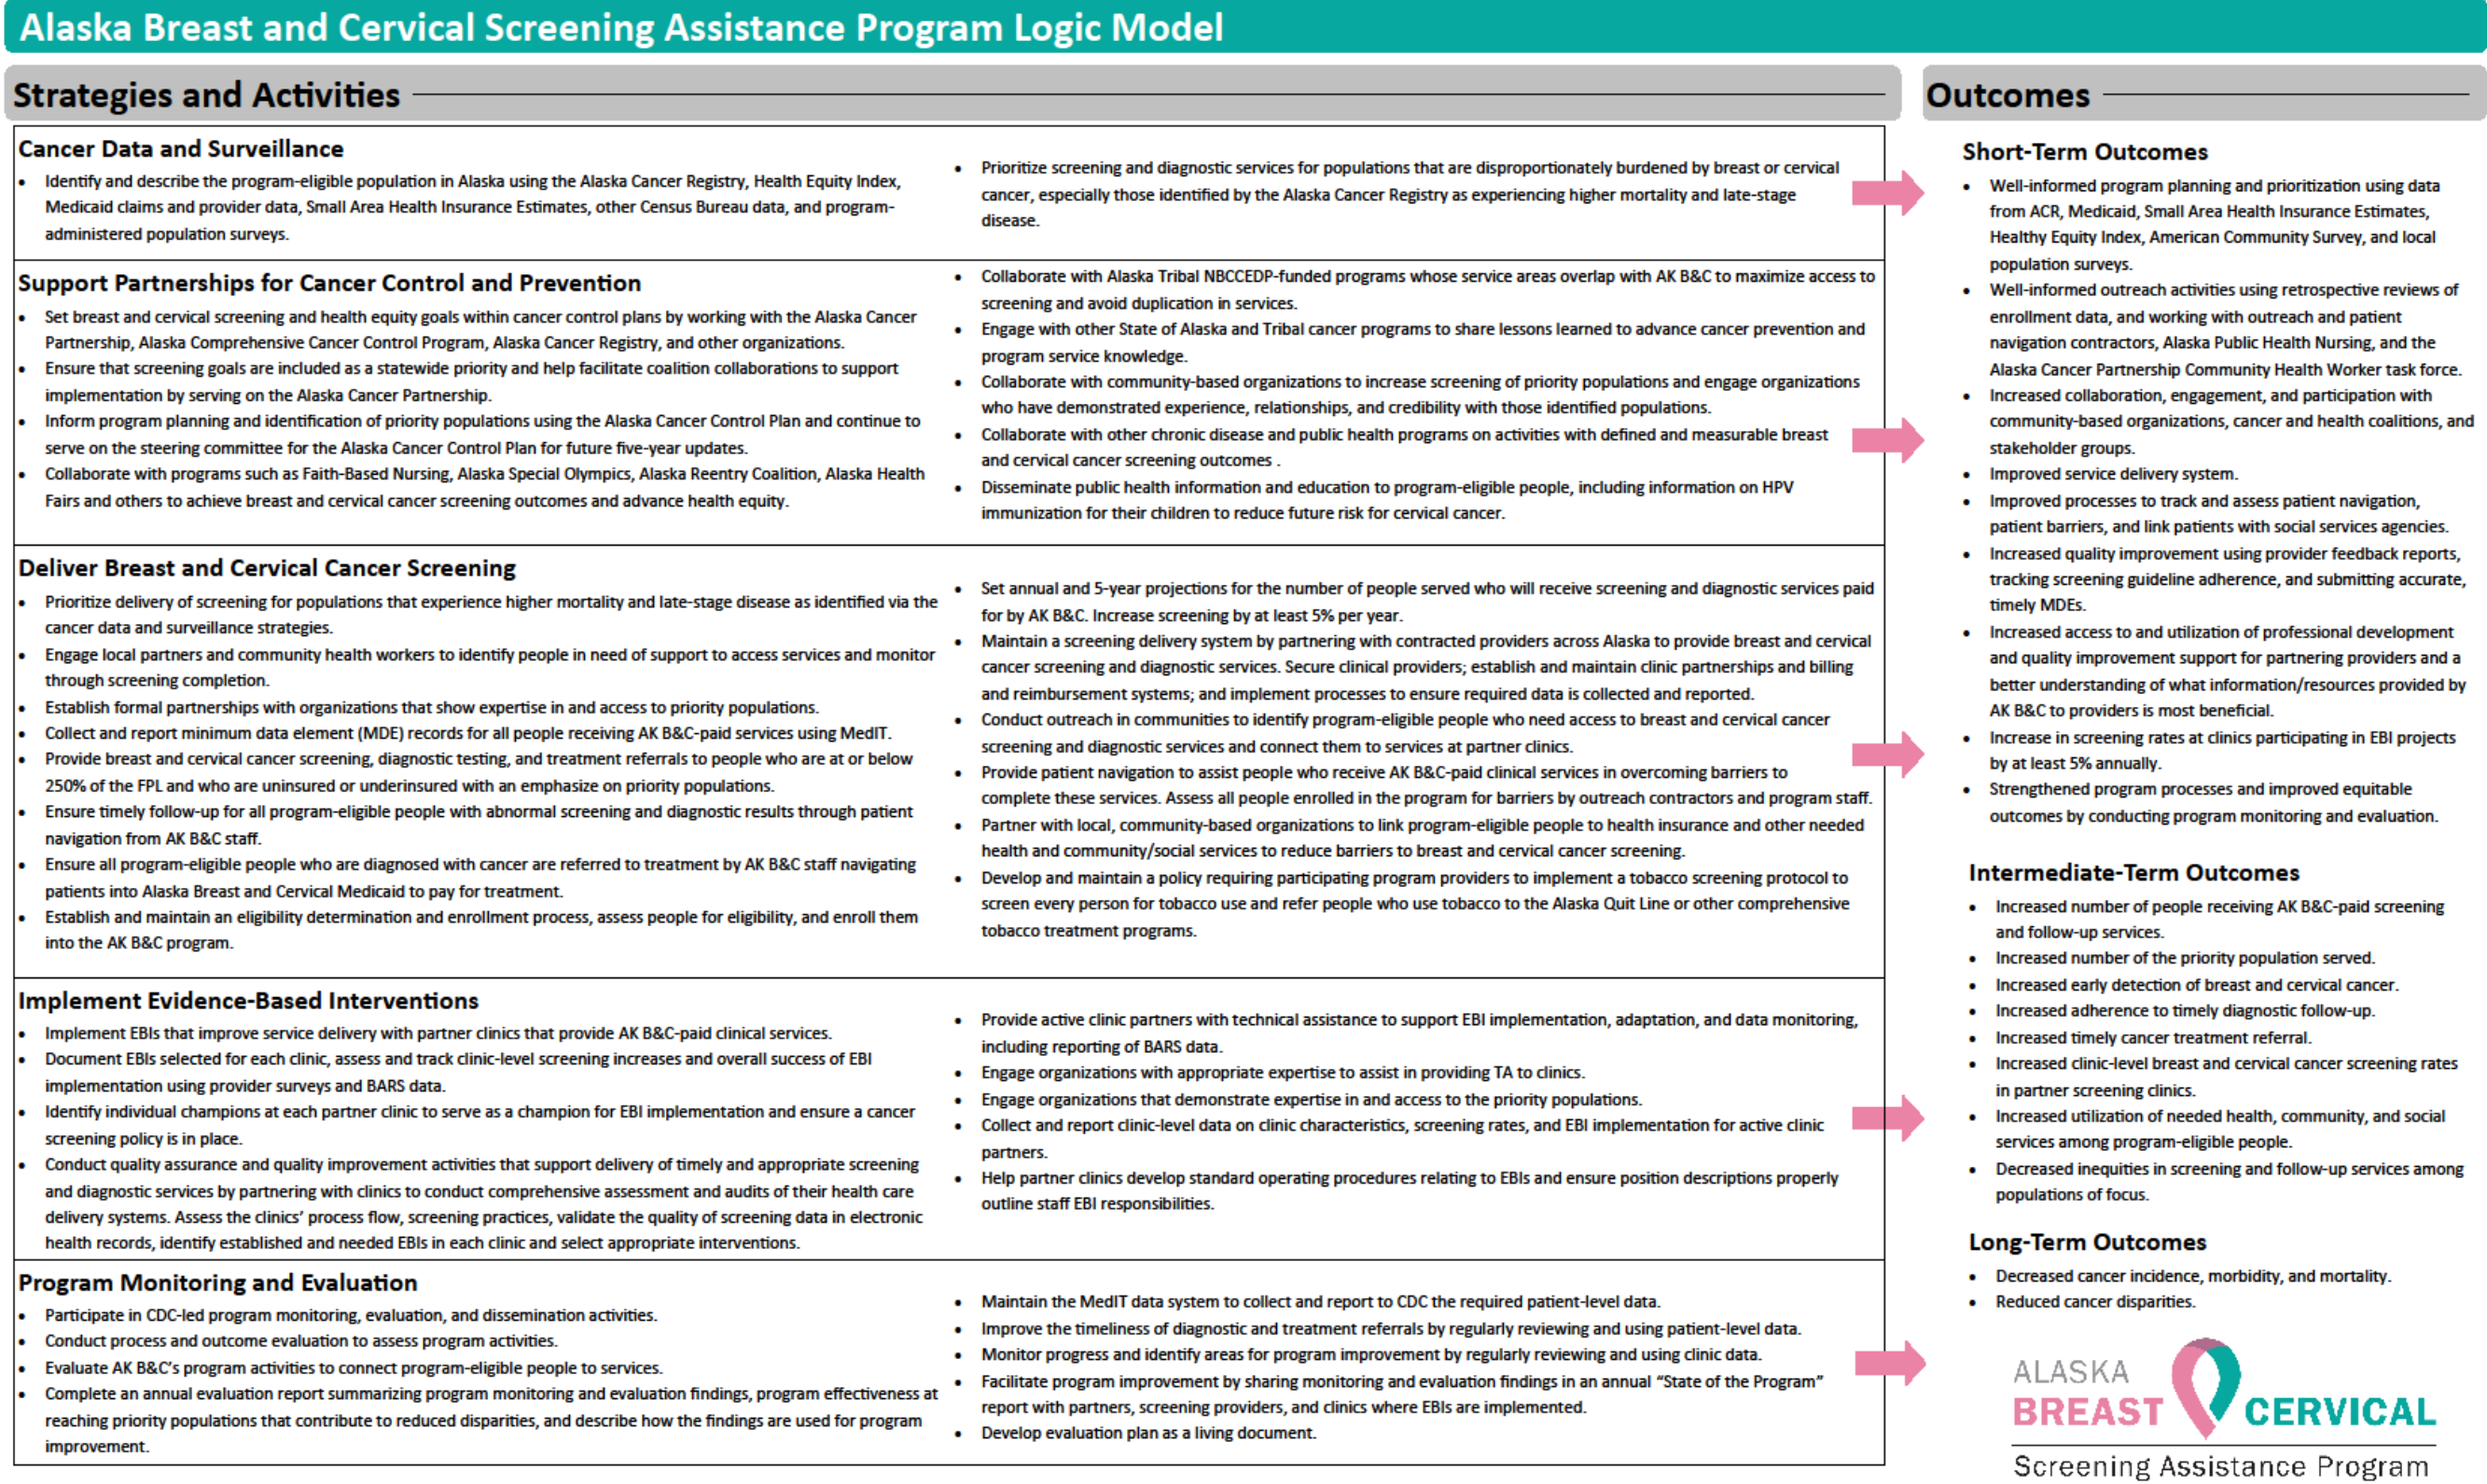 Alaska Breast and Cervical Screening Assistance Program Logic Model
Strategies and Activities
Cancer Data and Surveillance
• Identify and describe the program-eligible population in Alaska using the Alaska Cancer Registry, Health Equity Index,
Medicaid claims and provider data, Small Area Health Insurance Estimates, other Census Bureau data, and program-
administered population surveys.
• Prioritize screening and diagnostic services for populations that are disproportionately burdened by breast or cervical
cancer, especially those identified by the Alaska Cancer Registry as experiencing higher mortality and late-stage
disease.
Support Partnerships for Cancer Control and Prevention
• Set breast and cervical screening and health equity goals within cancer control plans by working with the Alaska Cancer
Partnership, Alaska Comprehensive Cancer Control Program, Alaska Cancer Registry, and other organizations.
• Ensure that screening goals are included as a statewide priority and help facilitate coalition collaborations to support
implementation by serving on the Alaska Cancer Partnership.
• Inform program planning and identification of priority populations using the Alaska Cancer Control Plan and continue to
serve on the steering committee for the Alaska Cancer Control Plan for future five-year updates.
• Collaborate with programs such as Faith-Based Nursing, Alaska Special Olympics, Alaska Reentry Coalition, Alaska Health
Fairs and others to achieve breast and cervical cancer screening outcomes and advance health equity.
• Collaborate with Alaska Tribal NBCCEDP-funded programs whose service areas overlap with AK B&C to maximize access to
screening and avoid duplication in services.
• Engage with other State of Alaska and Tribal cancer programs to share lessons learned to advance cancer prevention and
program service knowledge.
• Collaborate with community-based organizations to increase screening of priority populations and engage organizations
who have demonstrated experience, relationships, and credibility with those identified populations.
• Collaborate with other chronic disease and public health programs on activities with defined and measurable breast
and cervical cancer screening outcomes .
• Disseminate public health information and education to program-eligible people, including information on HPV
immunization for their children to reduce future risk for cervical cancer.
Deliver Breast and Cervical Cancer Screening
• Prioritize delivery of screening for populations that experience higher mortality and late-stage disease as identified via the
cancer data and surveillance strategies.
• Engage local partners and community health workers to identify people in need of support to access services and monitor
through screening completion.
• Establish formal partnerships with organizations that show expertise in and access to priority populations.
• Collect and report minimum data element (MDE) records for all people receiving AK B&C-paid services using MedIT.
• Provide breast and cervical cancer screening, diagnostic testing, and treatment referrals to people who are at or below
250% of the FPL and who are uninsured or underinsured with an emphasize on priority populations.
• Ensure timely follow-up for all program-eligible people with abnormal screening and diagnostic results through patient
navigation from AK B&C staff.
• Ensure all program-eligible people who are diagnosed with cancer are referred to treatment by AK B&C staff navigating
patients into Alaska Breast and Cervical Medicaid to pay for treatment.
• Establish and maintain an eligibility determination and enrollment process, assess people for eligibility, and enroll them
into the AK B&C program.
• Set annual and 5-year projections for the number of people served who will receive screening and diagnostic services paid
for by AK B&C. Increase screening by at least 5% per year.
• Maintain a screening delivery system by partnering with contracted providers across Alaska to provide breast and cervical
cancer screening and diagnostic services. Secure clinical providers; establish and maintain clinic partnerships and billing
and reimbursement systems; and implement processes to ensure required data is collected and reported.
• Conduct outreach in communities to identify program-eligible people who need access to breast and cervical cancer
screening and diagnostic services and connect them to services at partner clinics.
• Provide patient navigation to assist people who receive AK B&C-paid clinical services in overcoming barriers to
complete these services. Assess all people enrolled in the program for barriers by outreach contractors and program staff.
• Partner with local, community-based organizations to link program-eligible people to health insurance and other needed
health and community/social services to reduce barriers to breast and cervical cancer screening.
• Develop and maintain a policy requiring participating program providers to implement a tobacco screening protocol to
screen every person for tobacco use and refer people who use tobacco to the Alaska Quit Line or other comprehensive
tobacco treatment programs.
Implement Evidence-Based Interventions
• Implement EBIs that improve service delivery with partner clinics that provide AK B&C-paid clinical services.
• Document EBIs selected for each clinic, assess and track clinic-level screening increases and overall success of EBI
implementation using provider surveys and BARS data.
• Identify individual champions at each partner clinic to serve as a champion for EBI implementation and ensure a cancer
screening policy is in place.
• Conduct quality assurance and quality improvement activities that support delivery of timely and appropriate screening
and diagnostic services by partnering with clinics to conduct comprehensive assessment and audits of their health care
delivery systems. Assess the clinics’ process flow, screening practices, validate the quality of screening data in electronic
health records, identify established and needed EBIs in each clinic and select appropriate interventions.
• Provide active clinic partners with technical assistance to support EBI implementation, adaptation, and data monitoring,
including reporting of BARS data.
• Engage organizations with appropriate expertise to assist in providing TA to clinics.
• Engage organizations that demonstrate expertise in and access to the priority populations.
• Collect and report clinic-level data on clinic characteristics, screening rates, and EBI implementation for active clinic
partners.
• Help partner clinics develop standard operating procedures relating to EBIs and ensure position descriptions properly
outline staff EBI responsibilities.
Program Monitoring and Evaluation
• Participate in CDC-led program monitoring, evaluation, and dissemination activities.
• Conduct process and outcome evaluation to assess program activities.
• Evaluate AK B&C’s program activities to connect program-eligible people to services.
• Complete an annual evaluation report summarizing program monitoring and evaluation findings, program effectiveness at
reaching priority populations that contribute to reduced disparities, and describe how the findings are used for program
improvement.
• Maintain the MedIT data system to collect and report to CDC the required patient-level data.
• Improve the timeliness of diagnostic and treatment referrals by regularly reviewing and using patient-level data.
• Monitor progress and identify areas for program improvement by regularly reviewing and using clinic data.
• Facilitate program improvement by sharing monitoring and evaluation findings in an annual “State of the Program”
report with partners, screening providers, and clinics where EBIs are implemented.
• Develop evaluation plan as a living document.
Outcomes
Short-Term Outcomes
• Well-informed program planning and prioritization using data
from ACR, Medicaid, Small Area Health Insurance Estimates,
Healthy Equity Index, American Community Survey, and local
population surveys.
• Well-informed outreach activities using retrospective reviews of
enrollment data, and working with outreach and patient
navigation contractors, Alaska Public Health Nursing, and the
Alaska Cancer Partnership Community Health Worker task force.
• Increased collaboration, engagement, and participation with
community-based organizations, cancer and health coalitions, and
stakeholder groups.
• Improved service delivery system.
• Improved processes to track and assess patient navigation,
patient barriers, and link patients with social services agencies.
• Increased quality improvement using provider feedback reports,
tracking screening guideline adherence, and submitting accurate,
timely MDEs.
• Increased access to and utilization of professional development
and quality improvement support for partnering providers and a
better understanding of what information/resources provided by
AK B&C to providers is most beneficial.
• Increase in screening rates at clinics participating in EBI projects
by at least 5% annually.
• Strengthened program processes and improved equitable
outcomes by conducting program monitoring and evaluation.
Intermediate-Term Outcomes
• Increased number of people receiving AK B&C-paid screening
and follow-up services.
• Increased number of the priority population served.
• Increased early detection of breast and cervical cancer.
• Increased adherence to timely diagnostic follow-up.
• Increased timely cancer treatment referral.
• Increased clinic-level breast and cervical cancer screening rates
in partner screening clinics.
• Increased utilization of needed health, community, and social
services among program-eligible people.
• Decreased inequities in screening and follow-up services among
populations of focus.
Long-Term Outcomes
• Decreased cancer incidence, morbidity, and mortality.
• Reduced cancer disparities.
ALASKA
BREAST CERVICAL
Screening Assistance Program